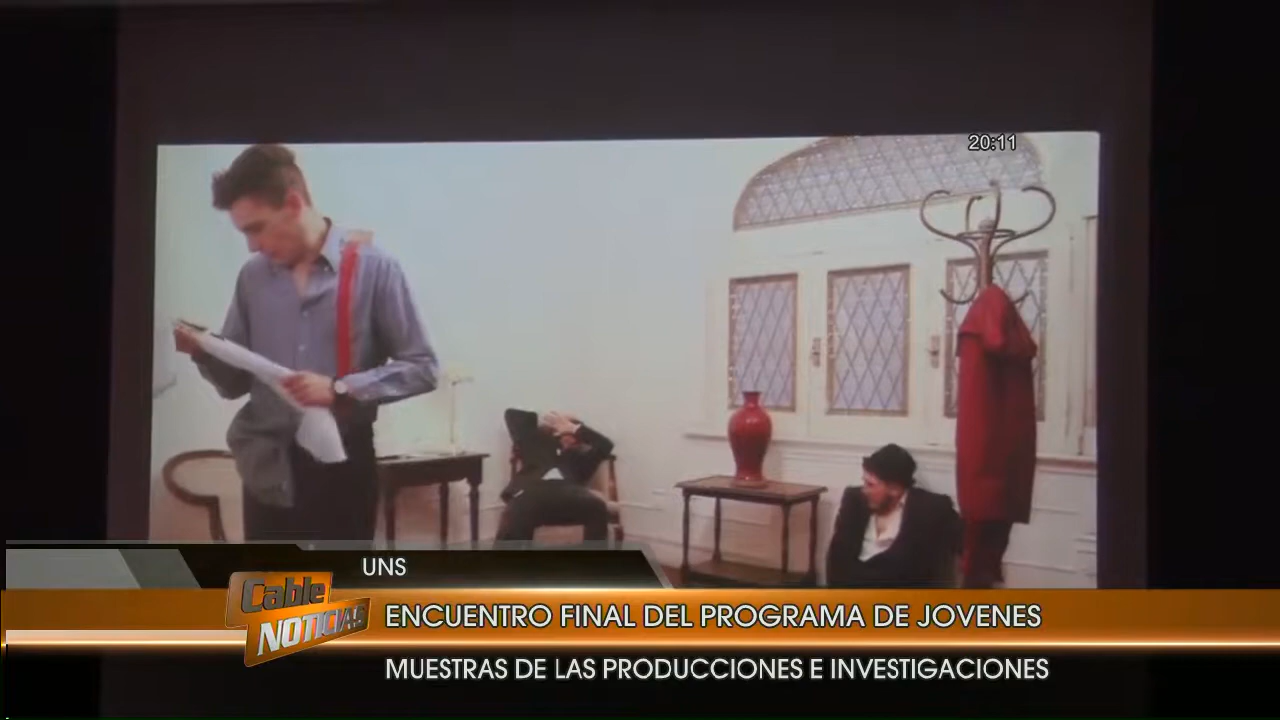 20:11
UNS
Cable
NOTICIAS
ENCUENTRO FINAL DEL PROGRAMA DE JOVENES
MUESTRAS DE LAS PRODUCCIONES E INVESTIGACIONES